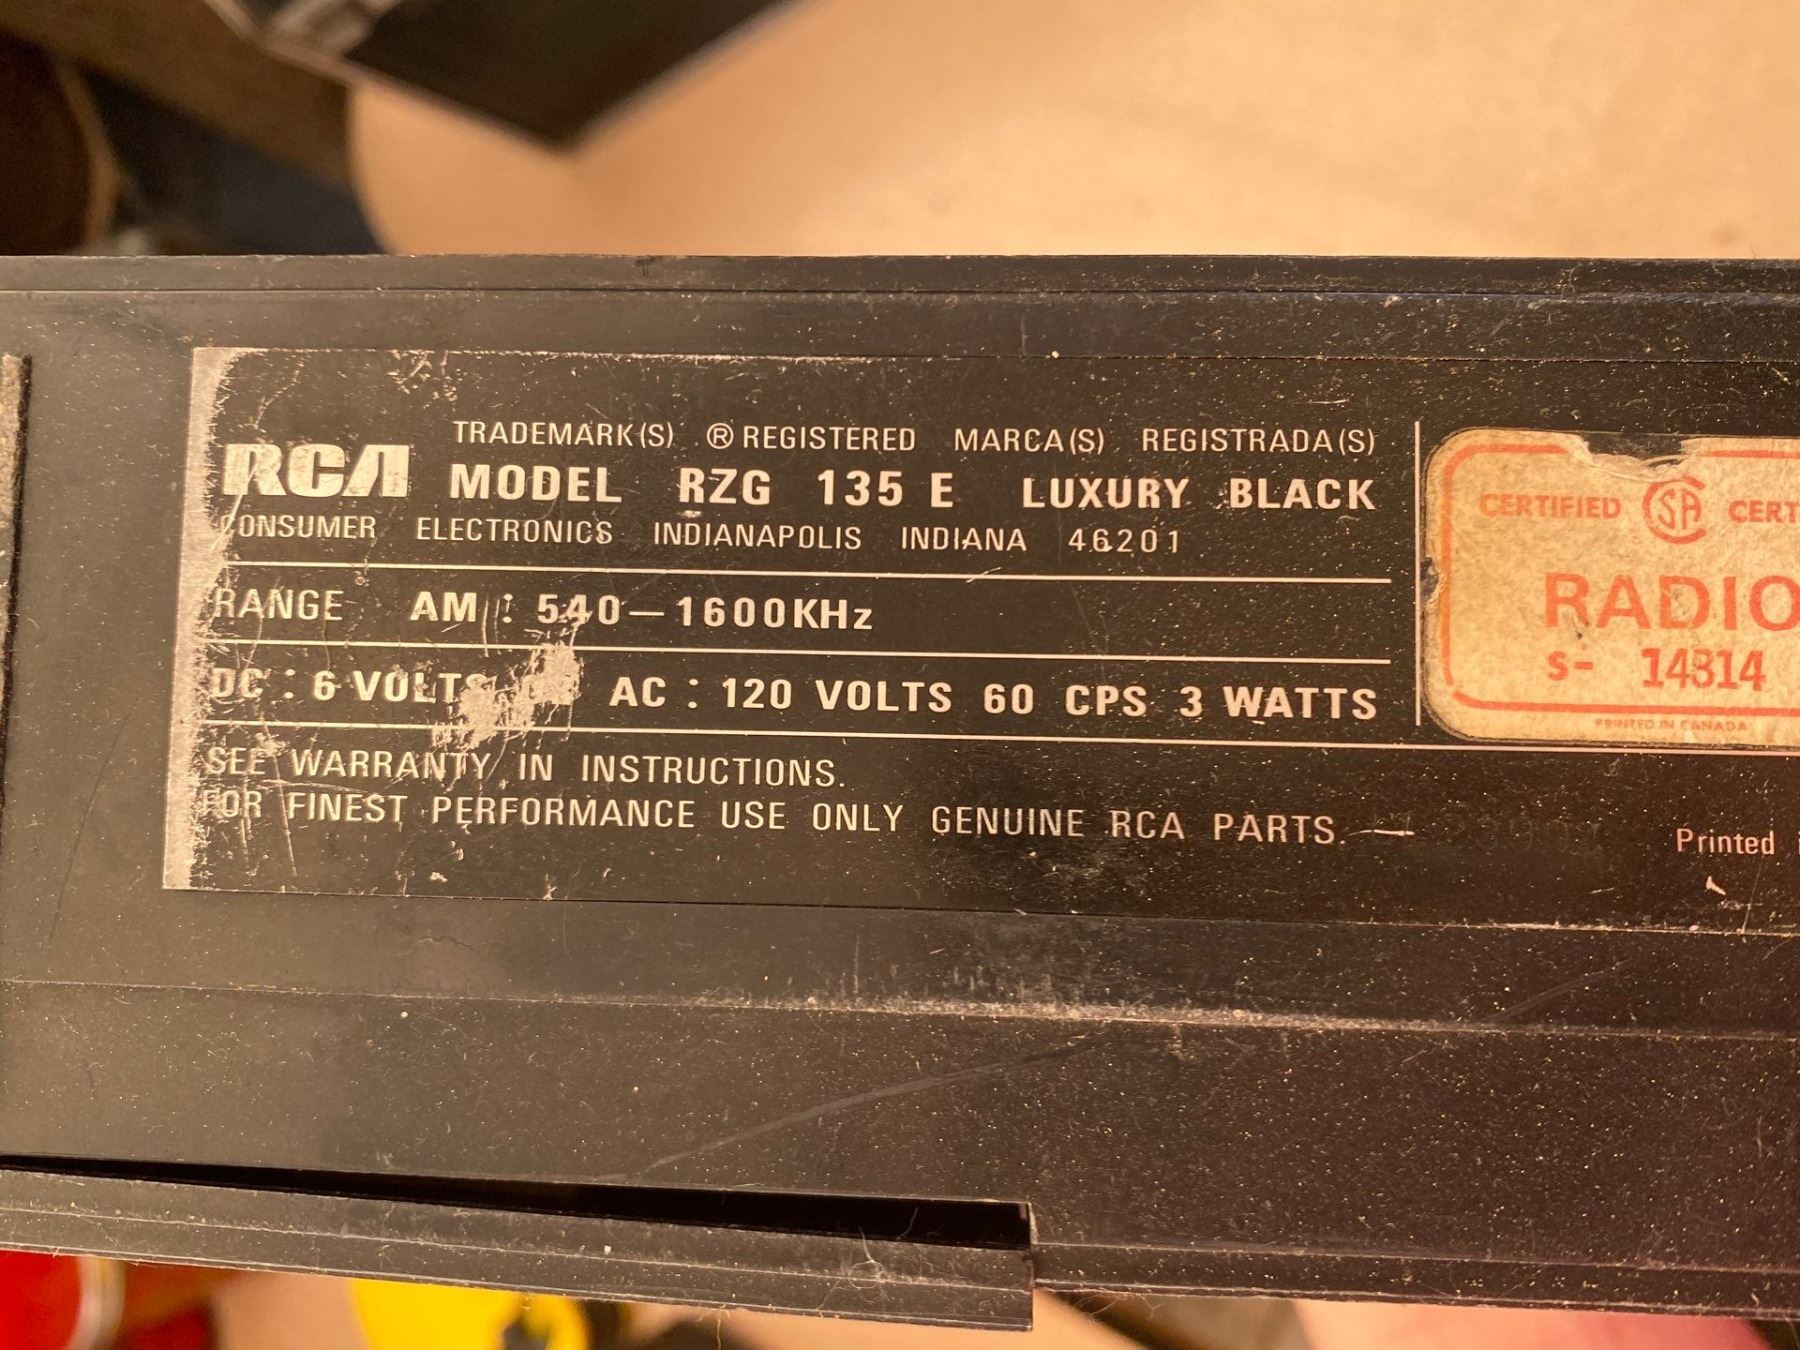 TRADEMARK(S) ® REGISTERED MARCA(S) REGISTRADA(S)
RCA MODEL RZG 135 E LUXURY BLACK
CONSUMER ELECTRONICS INDIANAPOLIS INDIANA 46201
RANGE AM : 540—1600KHz
DC : 6 VOLTS AC : 120 VOLTS 60 CPS 3 WATTS
SEE WARRANTY IN INSTRUCTIONS.
FOR FINEST PERFORMANCE USE ONLY GENUINE RCA PARTS.
Printed
CERTIFIED SA CERT
RADIO
S- 14814
PRINTED IN CANADA